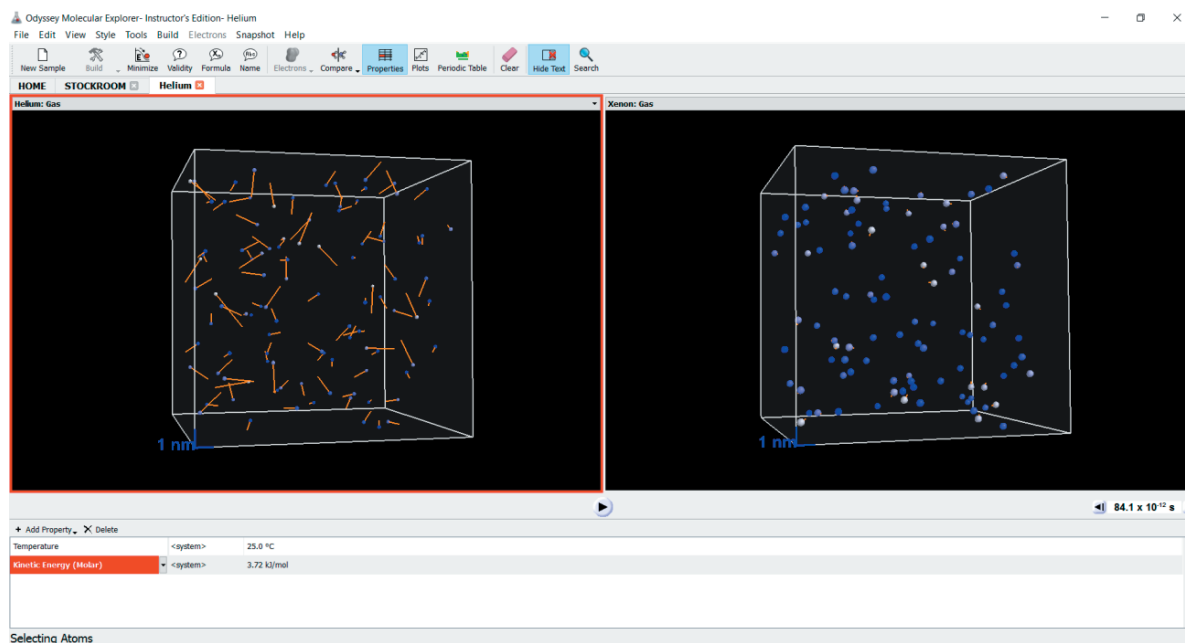 Odyssey Molecular Explorer- Instructor's Edition- Helium
File Edit View Style Tools Build Electrons Snapshot Help
New Sample Build Minimize Validity Formula Name Electrons Compare Properties Plots Periodic Table Clear Hide Text Search
HOME STOCKROOM Helium
Helium: Gas Xenon: Gas
1 nm 1 nm
84.1 x 10⁻¹² s
+ Add Property Delete
Temperature <system> 25.0 ºC
Kinetic Energy (Molar) <system> 3.72 kJ/mol
Selecting Atoms